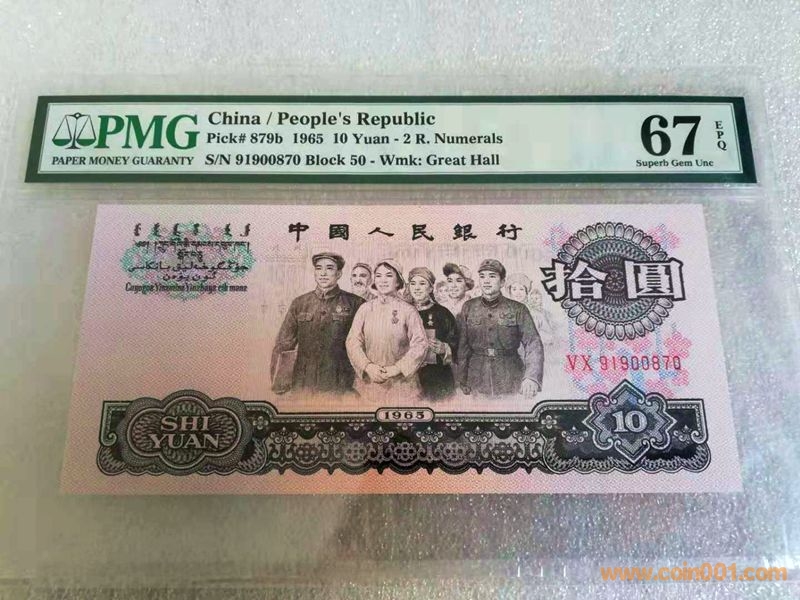 PMG
PAPER MONEY GUARANTY
China / People's Republic
Pick# 879b 1965 10 Yuan - 2 R. Numerals
S/N 91900870 Block 50 - Wmk: Great Hall
67 EPQ
Superb Gem Unc
中國人民銀行
拾圓
VX 91900870
1965
SHI
YUAN
10
www.coin001.com